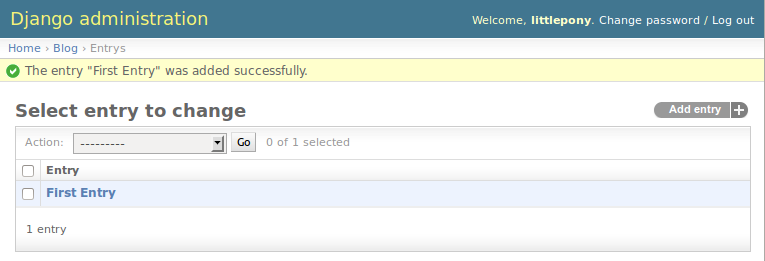 Django administration
Welcome, littlepony. Change password / Log out
Home › Blog › Entrys
The entry "First Entry" was added successfully.
Select entry to change
Add entry +
Action: --------- Go 0 of 1 selected
Entry
First Entry
1 entry